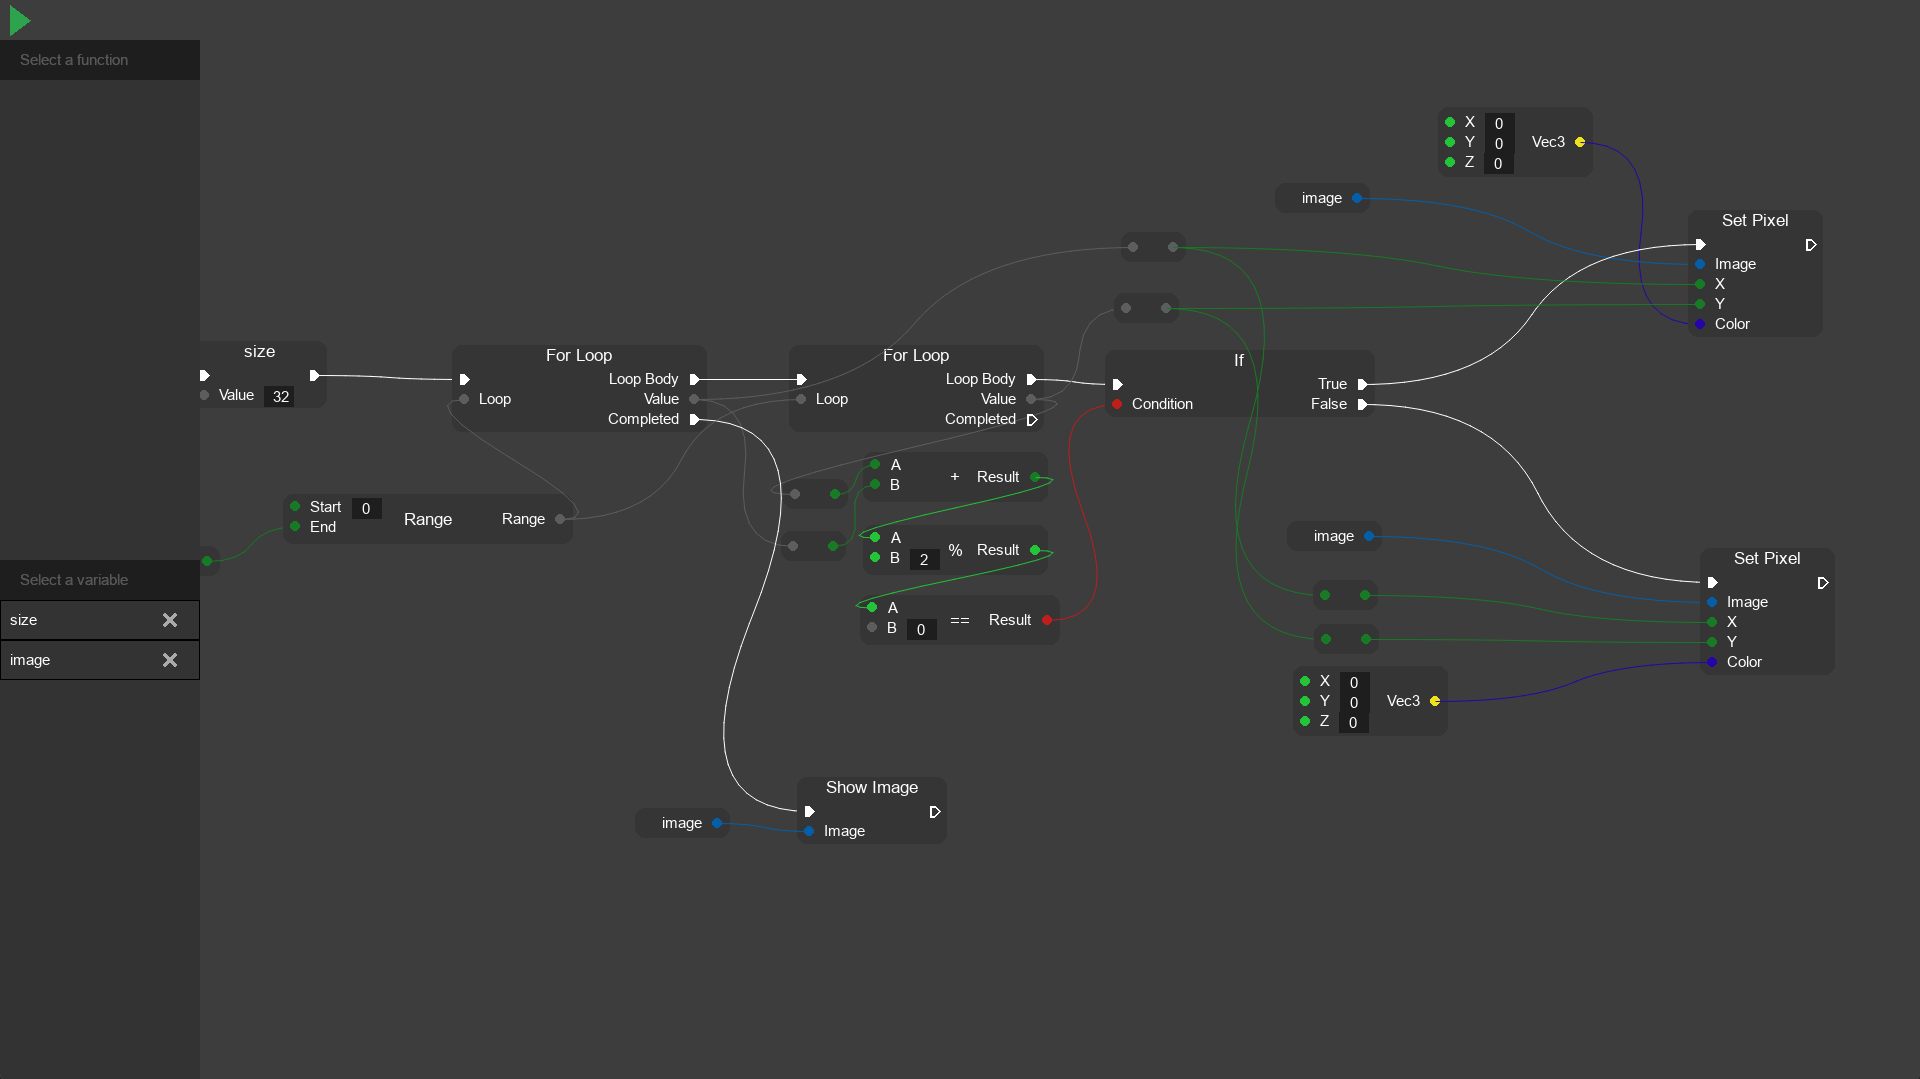 Select a function
X 0
Y 0
Z 0
Vec3
image
Set Pixel
Image
X
Y
Color
size
Value 32
For Loop
Loop Body
Loop
Value
Completed
For Loop
Loop Body
Loop
Value
Completed
If
True
Condition
False
A
B
+ Result
Start 0
End
Range
Range
A
B 2
% Result
A
B 0
== Result
image
Set Pixel
Image
X
Y
Color
X 0
Y 0
Z 0
Vec3
Select a variable
size
image
Show Image
image
Image